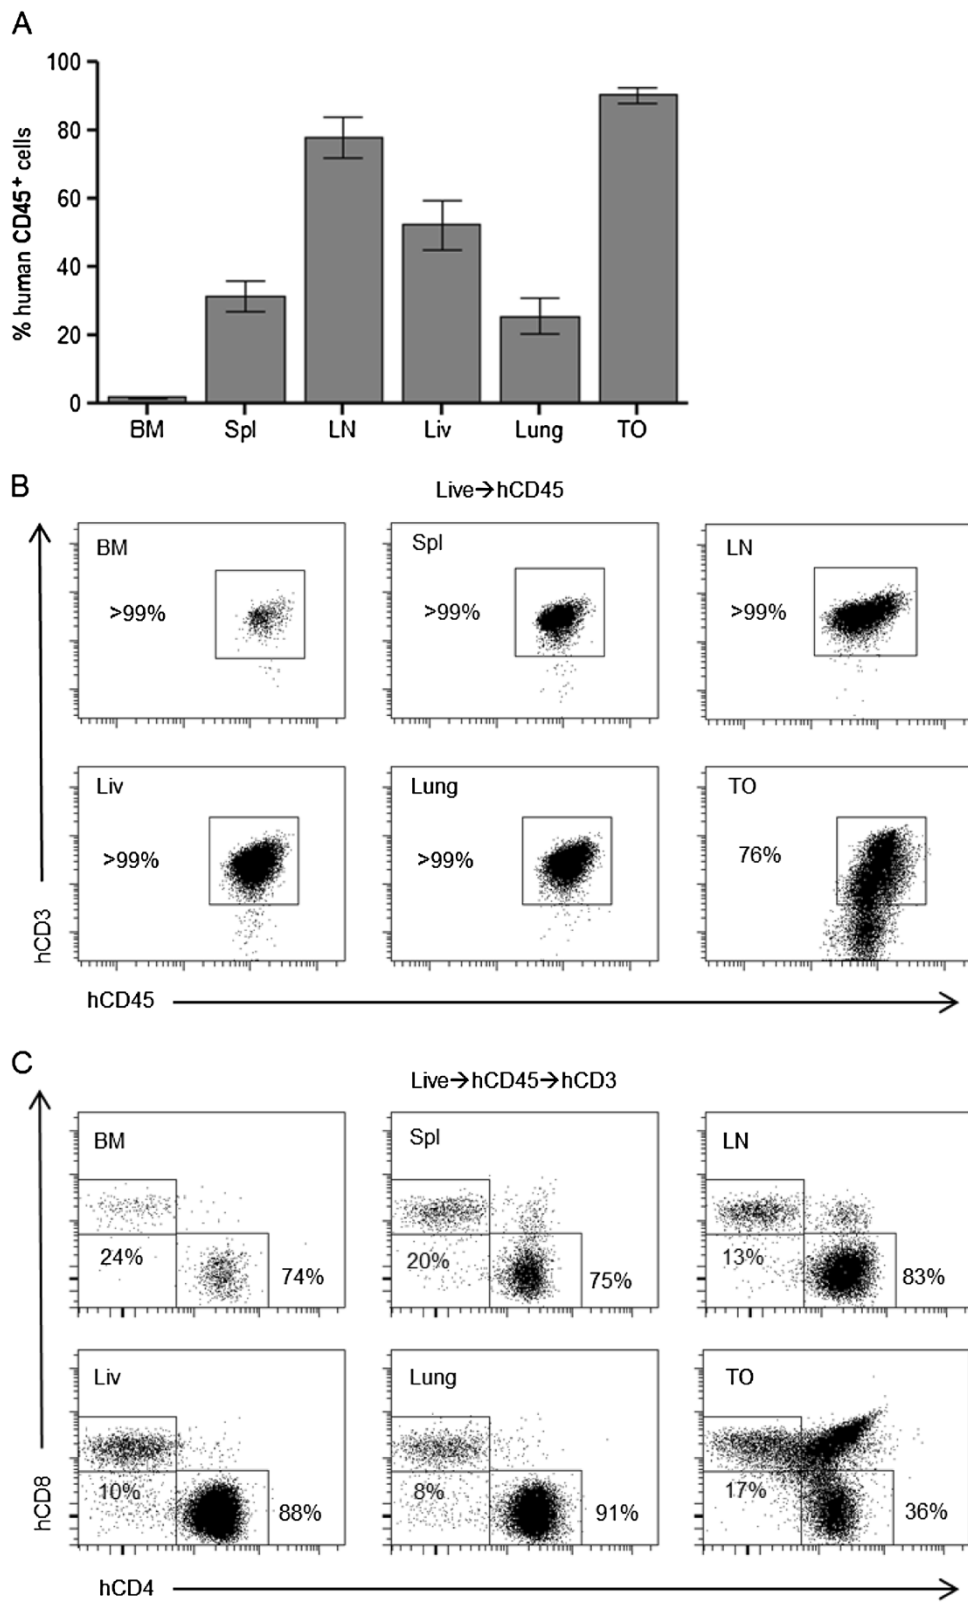 A
% human CD45+ cells
100
80
60
40
20
0
BM Spl LN Liv Lung TO
B
Live→hCD45
BM Spl LN
>99% >99% >99%
Liv Lung TO
>99% >99% 76%
hCD3
hCD45
C
Live→hCD45→hCD3
BM Spl LN
24% 74% 20% 75% 13% 83%
Liv Lung TO
10% 88% 8% 91% 17% 36%
hCD8
hCD4